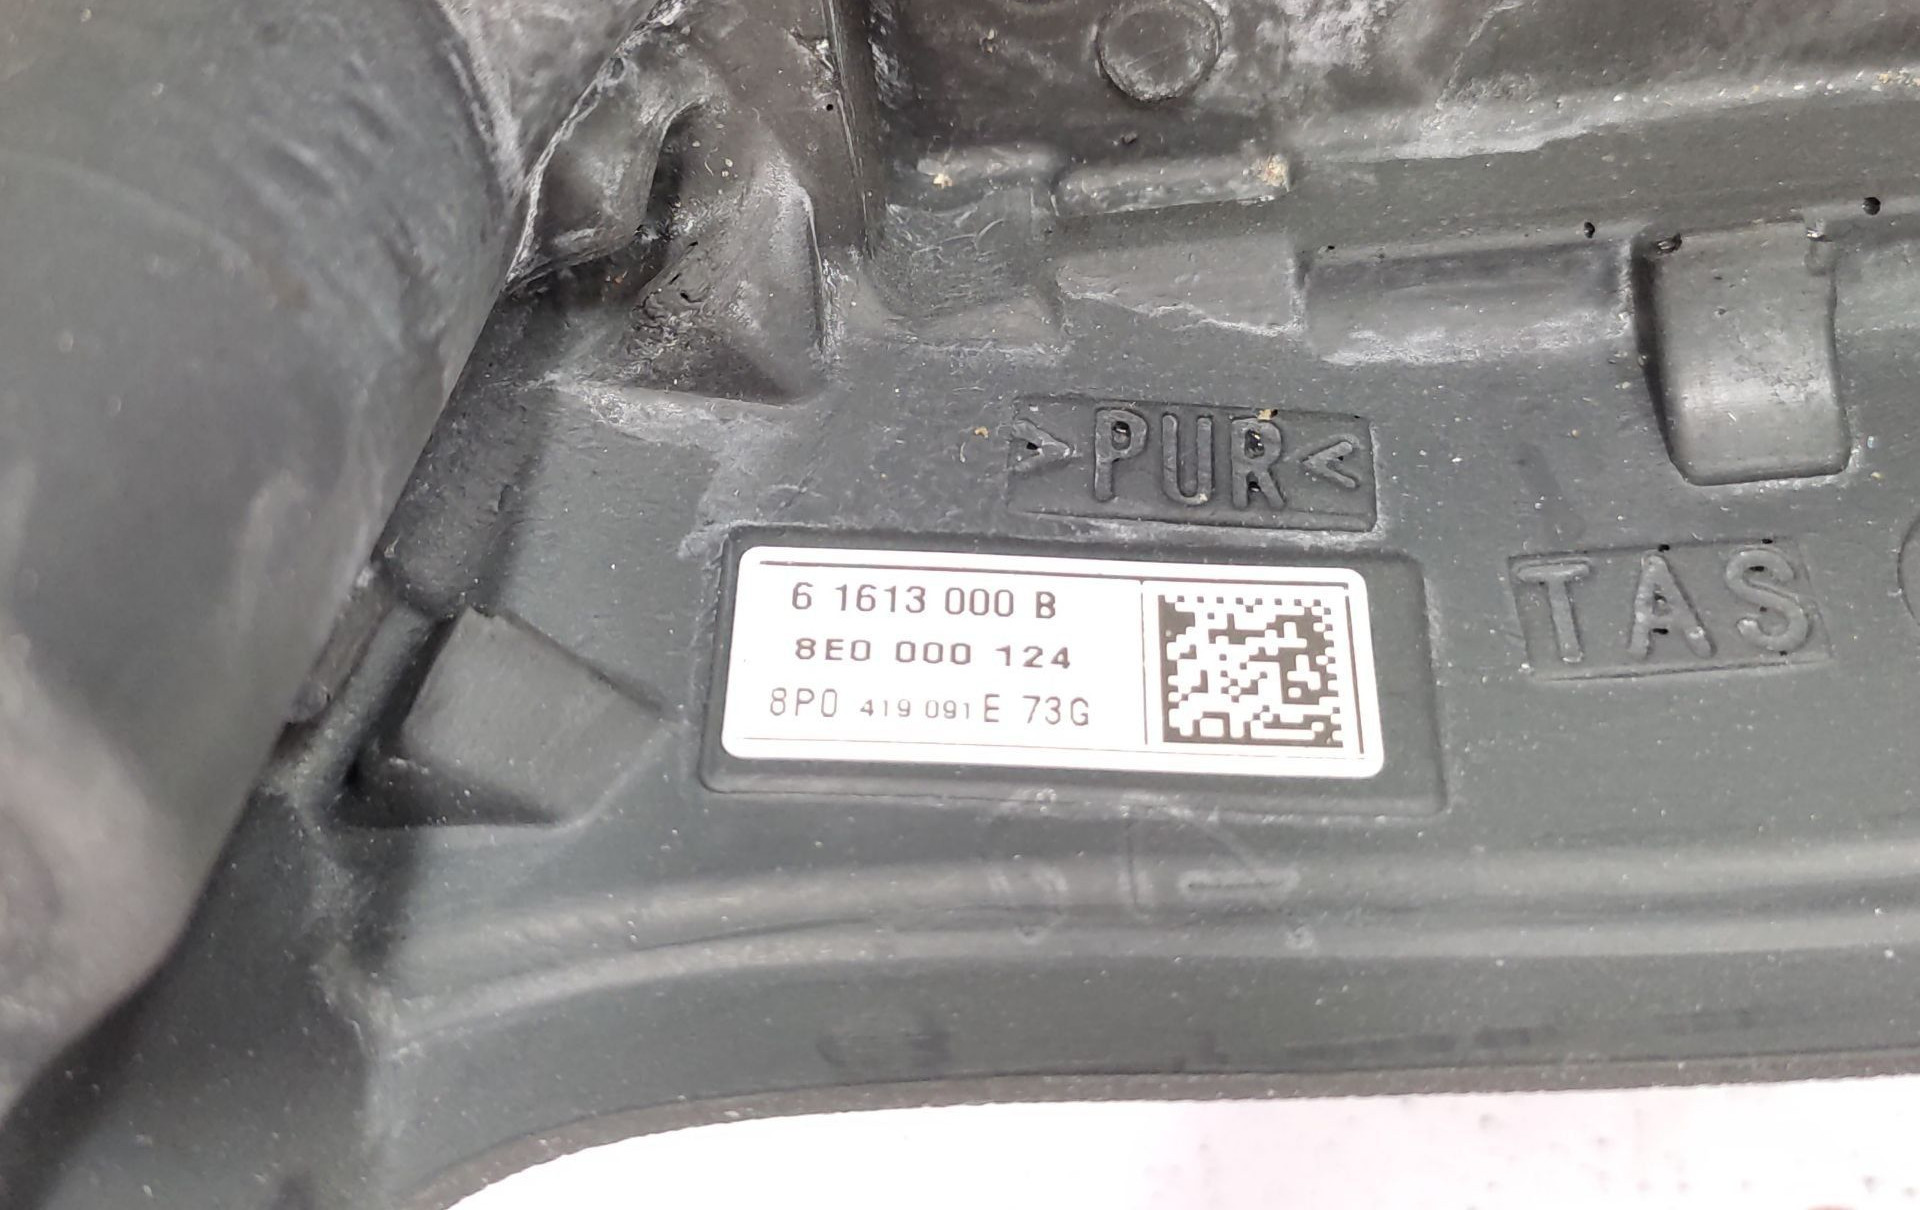 >PUR<
TAS
6 1613 000 B
8E0 000 124
8P0 419 091 E 73G